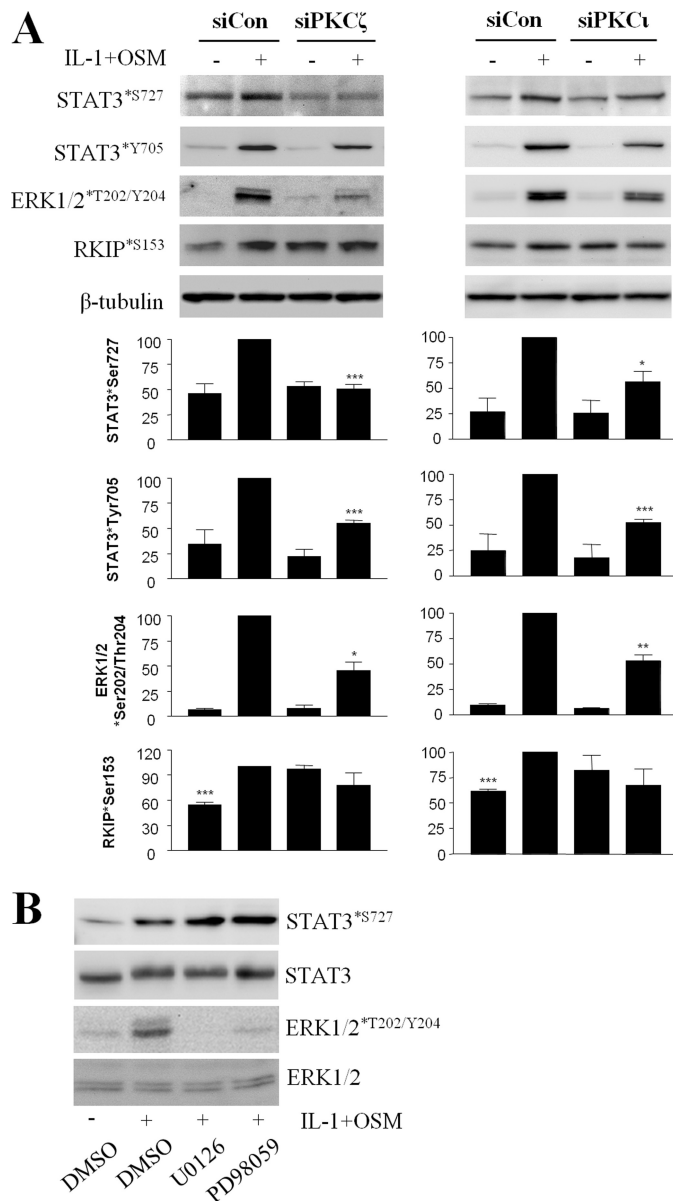 A
siCon siPKCζ siCon siPKCι
IL-1+OSM - + - + - + - +
STAT3*S727
STAT3*Y705
ERK1/2*T202/Y204
RKIP*S153
β-tubulin
STAT3*Ser727
100
75
50
25
0
***
100
75
50
25
0
*
STAT3*Tyr705
100
75
50
25
0
***
100
75
50
25
0
***
ERK1/2
*Ser202/Thr204
100
75
50
25
0
*
100
75
50
25
0
**
RKIP*Ser153
120
90
60
30
0
***
100
75
50
25
0
***
B
STAT3*S727
STAT3
ERK1/2*T202/Y204
ERK1/2
- + + + IL-1+OSM
DMSO DMSO U0126 PD98059